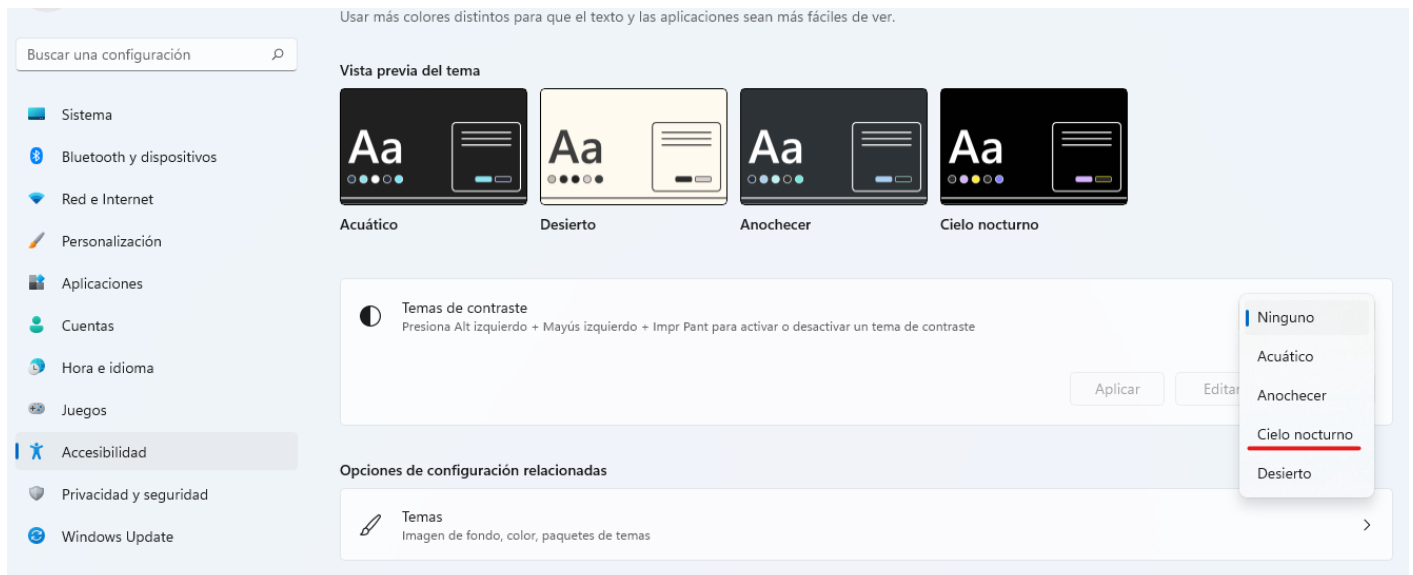 Usar más colores distintos para que el texto y las aplicaciones sean más fáciles de ver.
Buscar una configuración
Sistema
Bluetooth y dispositivos
Red e Internet
Personalización
Aplicaciones
Cuentas
Hora e idioma
Juegos
Accesibilidad
Privacidad y seguridad
Windows Update
Vista previa del tema
Aa
Aa
Aa
Aa
Acuático
Desierto
Anochecer
Cielo nocturno
Temas de contraste
Presiona Alt izquierdo + Mayús izquierdo + Impr Pant para activar o desactivar un tema de contraste
Aplicar
Editar
Ninguno
Acuático
Anochecer
Cielo nocturno
Desierto
Opciones de configuración relacionadas
Temas
Imagen de fondo, color, paquetes de temas